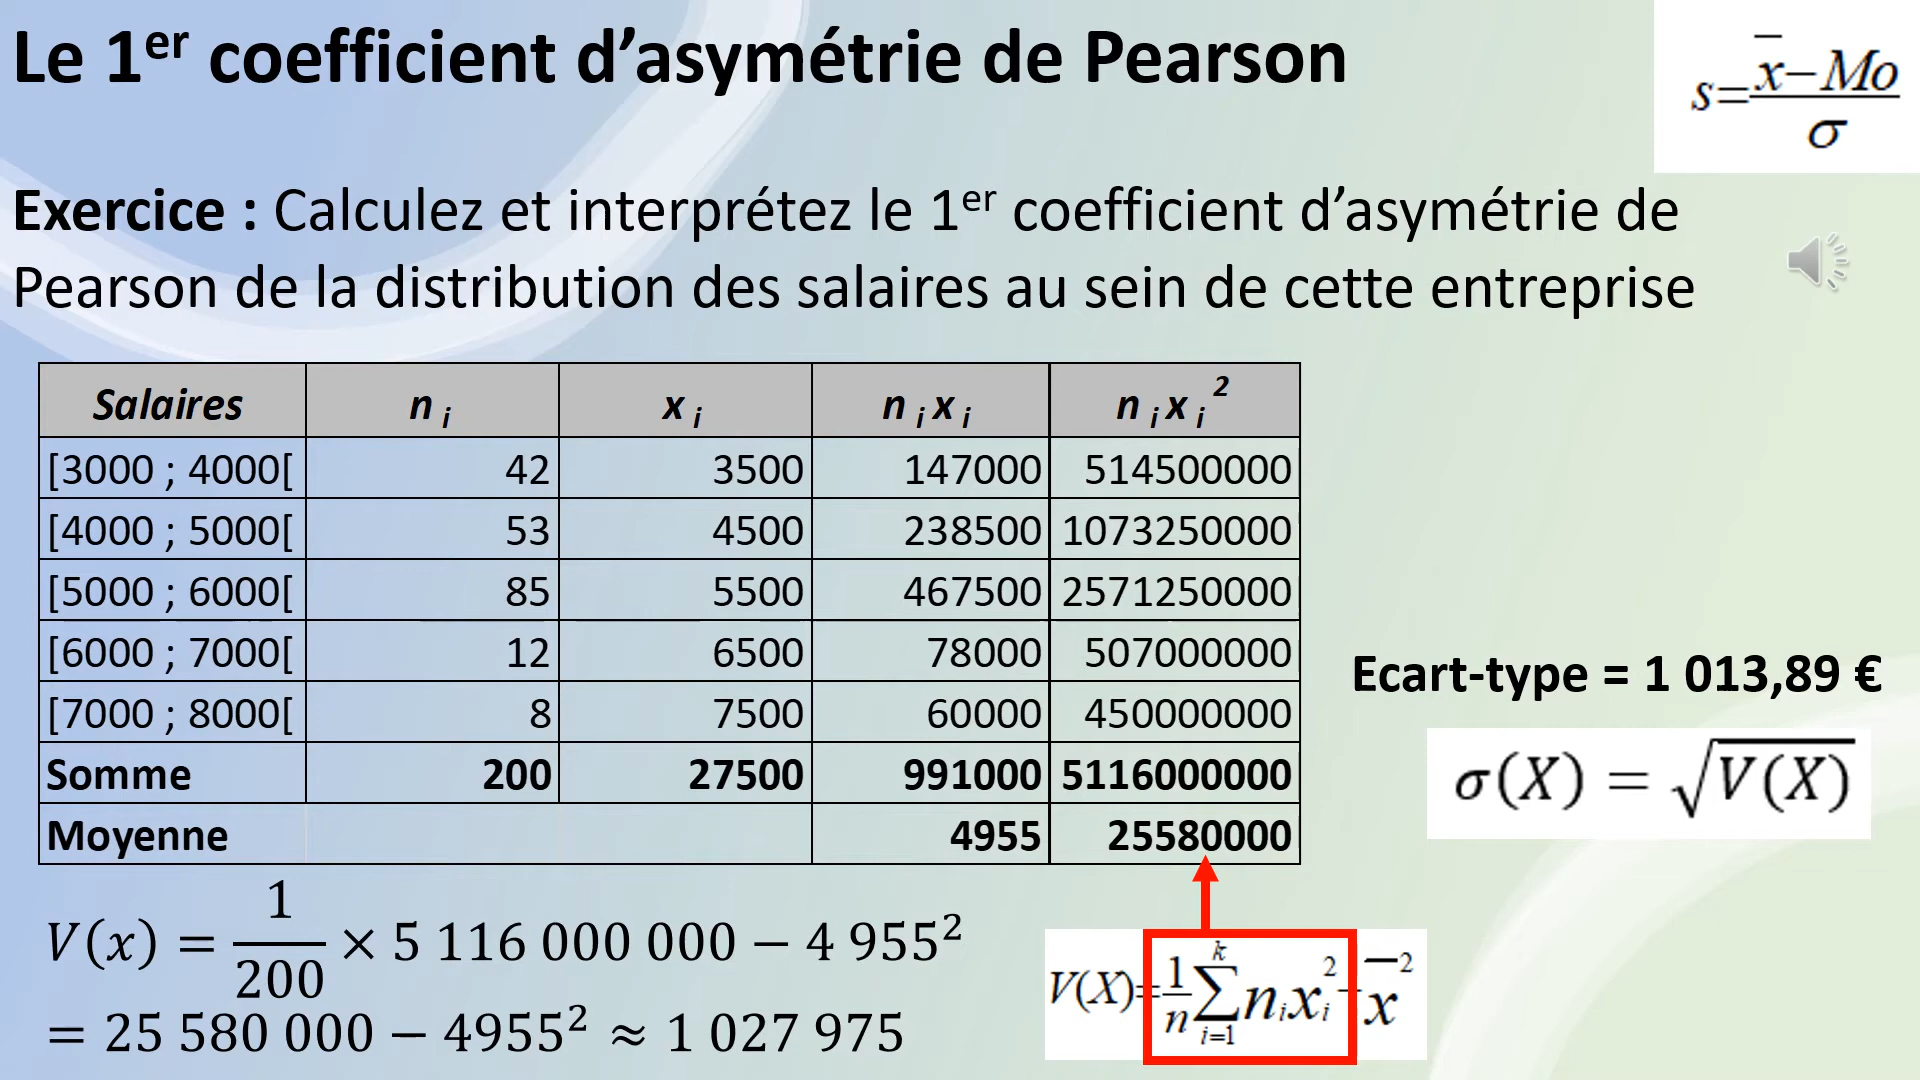 Le 1er coefficient d’asymétrie de Pearson
s = (x̅ − Mo) / σ
Exercice : Calculez et interprétez le 1er coefficient d’asymétrie de
Pearson de la distribution des salaires au sein de cette entreprise
Salaires n i x i n i x i n i x i ²
[3000 ; 4000[ 42 3500 147000 514500000
[4000 ; 5000[ 53 4500 238500 1073250000
[5000 ; 6000[ 85 5500 467500 2571250000
[6000 ; 7000[ 12 6500 78000 507000000
[7000 ; 8000[ 8 7500 60000 450000000
Somme 200 27500 991000 5116000000
Moyenne 4955 25580000
Ecart-type = 1 013,89 €
σ(X) = √V(X)
V(x) = 1/200 × 5 116 000 000 − 4 955²
= 25 580 000 − 4955² ≈ 1 027 975
V(X) = 1/n ∑ k i=1 n i x i ² − x̅ ²